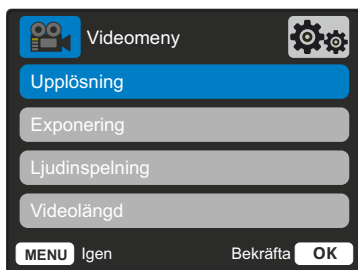 Videomeny
Upplösning
Exponering
Ljudinspelning
Videolängd
MENU Igen Bekräfta OK